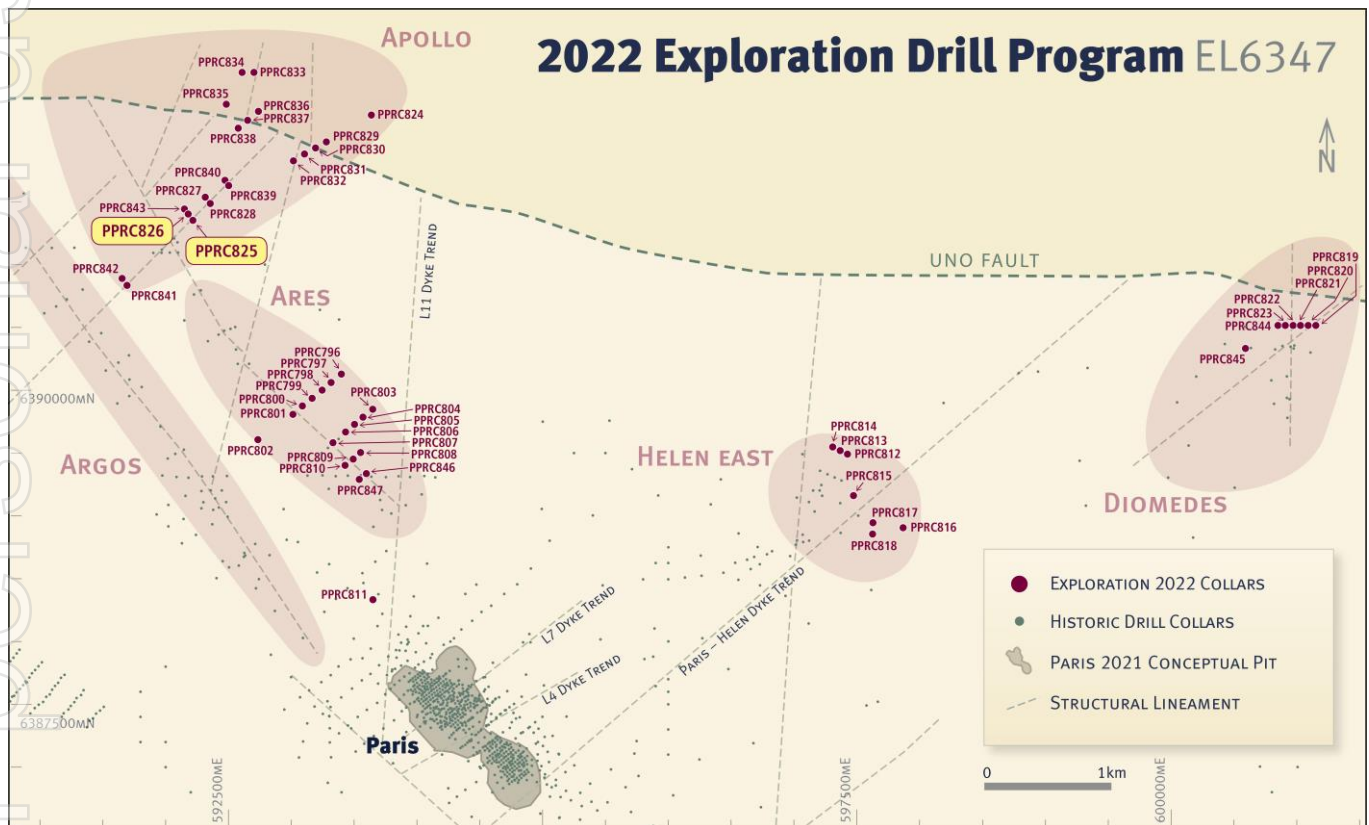 2022 Exploration Drill Program EL6347
APOLLO
PPRC834
PPRC833
PPRC835
PPRC836
PPRC837
PPRC838
PPRC824
PPRC829
PPRC830
PPRC831
PPRC832
PPRC840
PPRC839
PPRC827
PPRC828
PPRC843
PPRC826
PPRC825
PPRC842
PPRC841
N
L11 DYKE TREND
UNO FAULT
ARES
PPRC796
PPRC797
PPRC798
PPRC799
PPRC800
PPRC801
PPRC802
PPRC803
PPRC804
PPRC805
PPRC806
PPRC807
PPRC808
PPRC809
PPRC810
PPRC846
PPRC847
PPRC819
PPRC820
PPRC821
PPRC822
PPRC823
PPRC844
PPRC845
DIOMEDES
6390000MN
ARGOS
HELEN EAST
PPRC814
PPRC813
PPRC812
PPRC815
PPRC817
PPRC816
PPRC818
PPRC811
L7 DYKE TREND
L4 DYKE TREND
PARIS – HELEN DYKE TREND
Paris
6387500MN
592500ME
597500ME
600000ME
EXPLORATION 2022 COLLARS
HISTORIC DRILL COLLARS
PARIS 2021 CONCEPTUAL PIT
STRUCTURAL LINEAMENT
0 1km